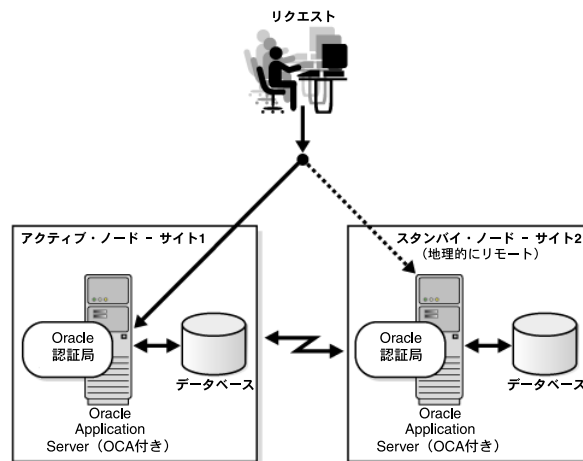 リクエスト
アクティブ・ノード - サイト1
Oracle
認証局
データベース
Oracle
Application
Server（OCA付き）
スタンバイ・ノード - サイト2
（地理的にリモート）
Oracle
認証局
データベース
Oracle
Application
Server（OCA付き）